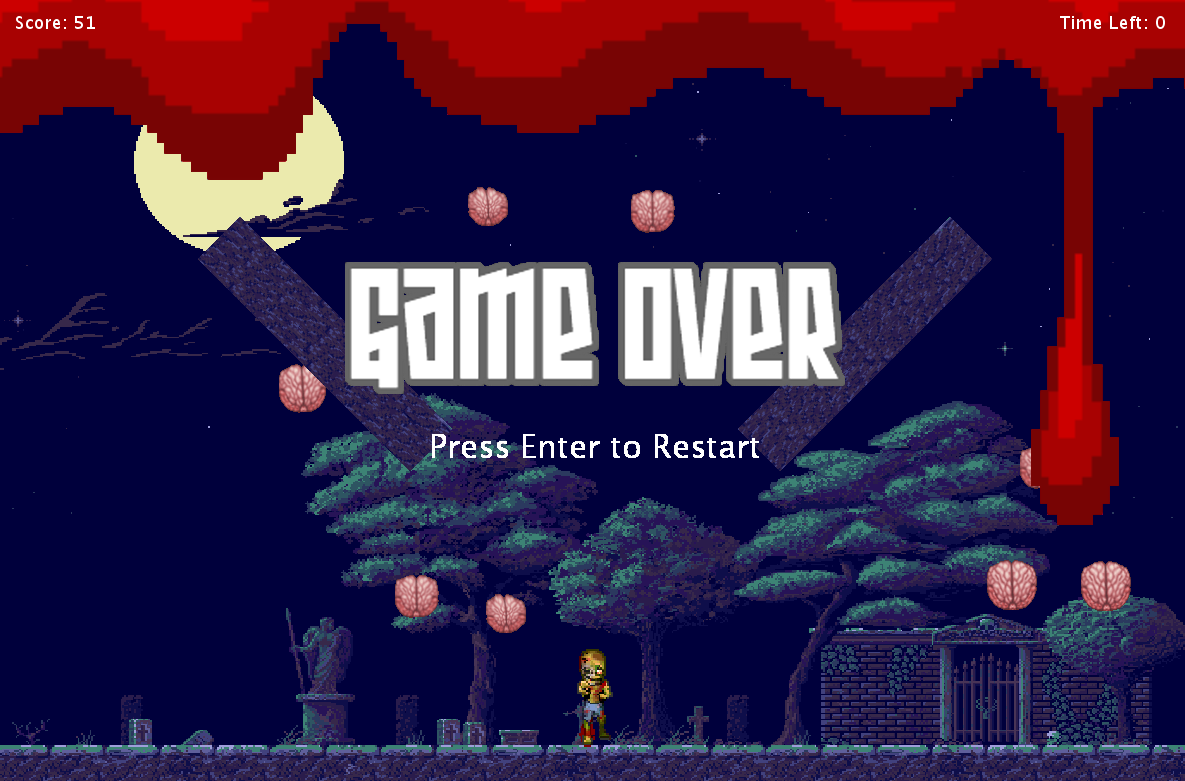 Score: 51
Time Left: 0
GAME OVER
Press Enter to Restart